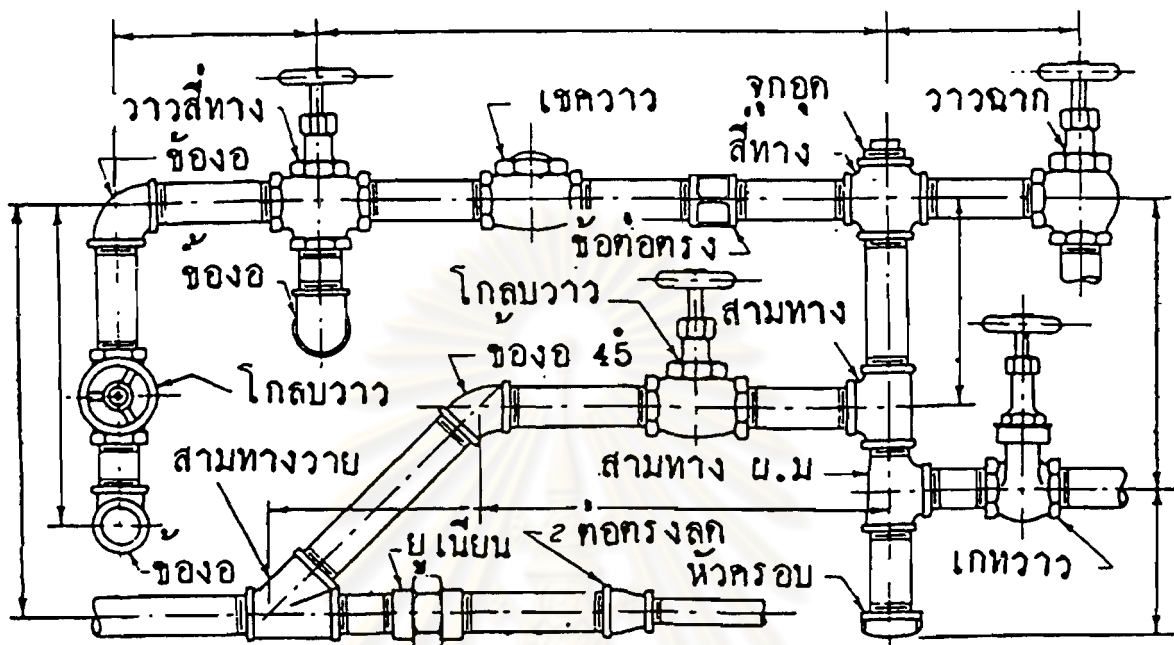 วาวสี่ทาง
เชควาว
จุกอุด
วาวฉาก
ข้องอ
สี่ทาง
ข้องอ
ข้อต่อตรง
โกลบวาว
สามทาง
ข้องอ 45°
โกลบวาว
สามทางวาย
สามทาง ผ.ม
ยูเนียน
2 ต่อตรงลด
ข้องอ
หัวครอบ
เกทวาว